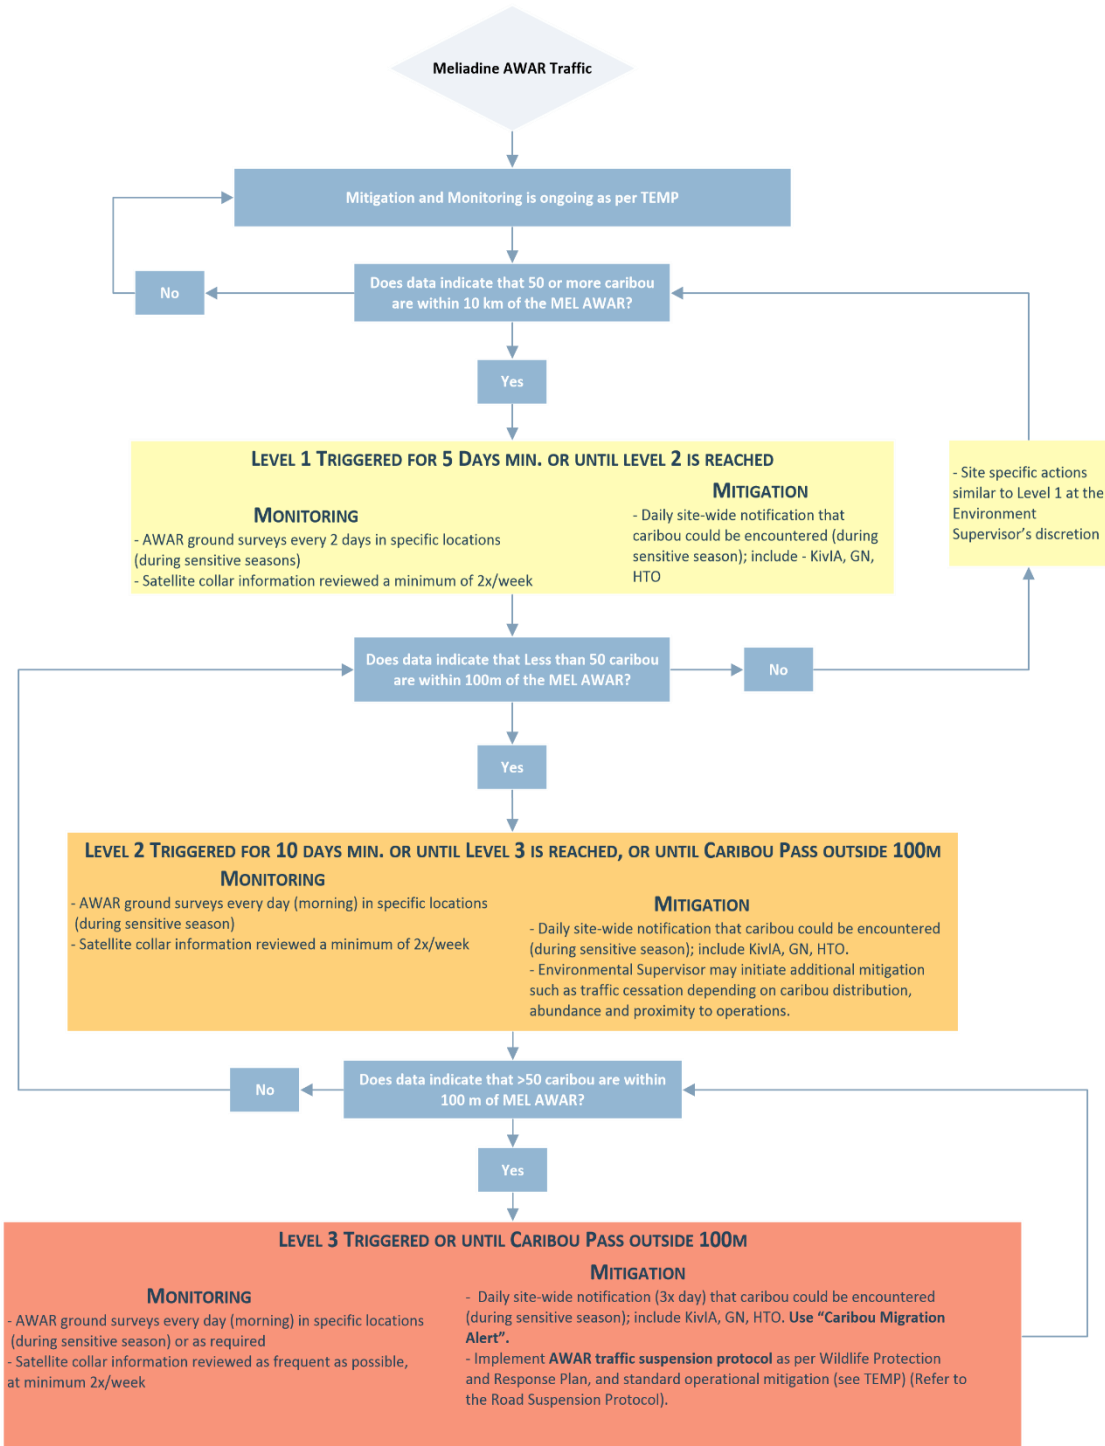 Meliadine AWAR Traffic
Mitigation and Monitoring is ongoing as per TEMP
Does data indicate that 50 or more caribou
are within 10 km of the MEL AWAR?
No
Yes
LEVEL 1 TRIGGERED FOR 5 DAYS MIN. OR UNTIL LEVEL 2 IS REACHED
MONITORING
- AWAR ground surveys every 2 days in specific locations
(during sensitive seasons)
- Satellite collar information reviewed a minimum of 2x/week
MITIGATION
- Daily site-wide notification that
caribou could be encountered (during
sensitive season); include - KivIA, GN,
HTO
- Site specific actions
similar to Level 1 at the
Environment
Supervisor's discretion
Does data indicate that Less than 50 caribou
are within 100m of the MEL AWAR?
No
Yes
LEVEL 2 TRIGGERED FOR 10 DAYS MIN. OR UNTIL LEVEL 3 IS REACHED, OR UNTIL CARIBOU PASS OUTSIDE 100M
MONITORING
- AWAR ground surveys every day (morning) in specific locations
(during sensitive season)
- Satellite collar information reviewed a minimum of 2x/week
MITIGATION
- Daily site-wide notification that caribou could be encountered
(during sensitive season); include KivIA, GN, HTO.
- Environmental Supervisor may initiate additional mitigation
such as traffic cessation depending on caribou distribution,
abundance and proximity to operations.
Does data indicate that >50 caribou are within
100 m of MEL AWAR?
No
Yes
LEVEL 3 TRIGGERED OR UNTIL CARIBOU PASS OUTSIDE 100M
MONITORING
- AWAR ground surveys every day (morning) in specific locations
(during sensitive season) or as required
- Satellite collar information reviewed as frequent as possible,
at minimum 2x/week
MITIGATION
- Daily site-wide notification (3x day) that caribou could be encountered
(during sensitive season); include KivIA, GN, HTO. Use “Caribou Migration
Alert”.
- Implement AWAR traffic suspension protocol as per Wildlife Protection
and Response Plan, and standard operational mitigation (see TEMP) (Refer to
the Road Suspension Protocol).